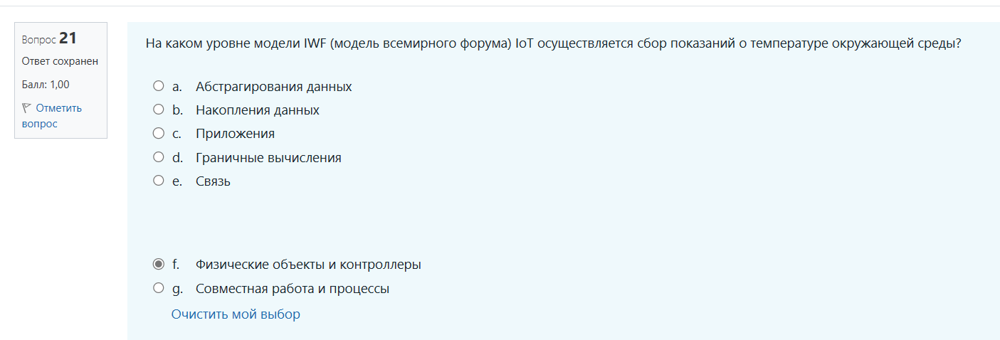 Вопрос 21
Ответ сохранен
Балл: 1,00
Отметить
вопрос
На каком уровне модели IWF (модель всемирного форума) IoT осуществляется сбор показаний о температуре окружающей среды?
a. Абстрагирования данных
b. Накопления данных
c. Приложения
d. Граничные вычисления
e. Связь
f. Физические объекты и контроллеры
g. Совместная работа и процессы
Очистить мой выбор